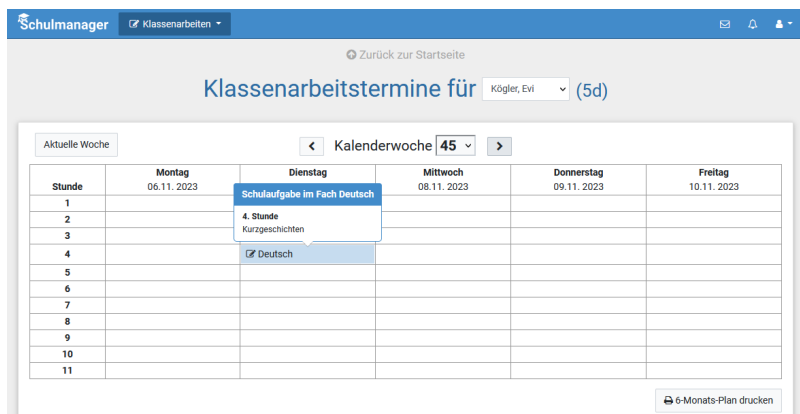 Schulmanager Klassenarbeiten
Zurück zur Startseite
Klassenarbeitstermine für Kögler, Evi (5d)
Aktuelle Woche
Kalenderwoche 45
Stunde Montag 06.11. 2023 Dienstag Mittwoch 08.11. 2023 Donnerstag 09.11. 2023 Freitag 10.11. 2023
Schulaufgabe im Fach Deutsch
4. Stunde
Kurzgeschichten
1
2
3
4 Deutsch
5
6
7
8
9
10
11
6-Monats-Plan drucken